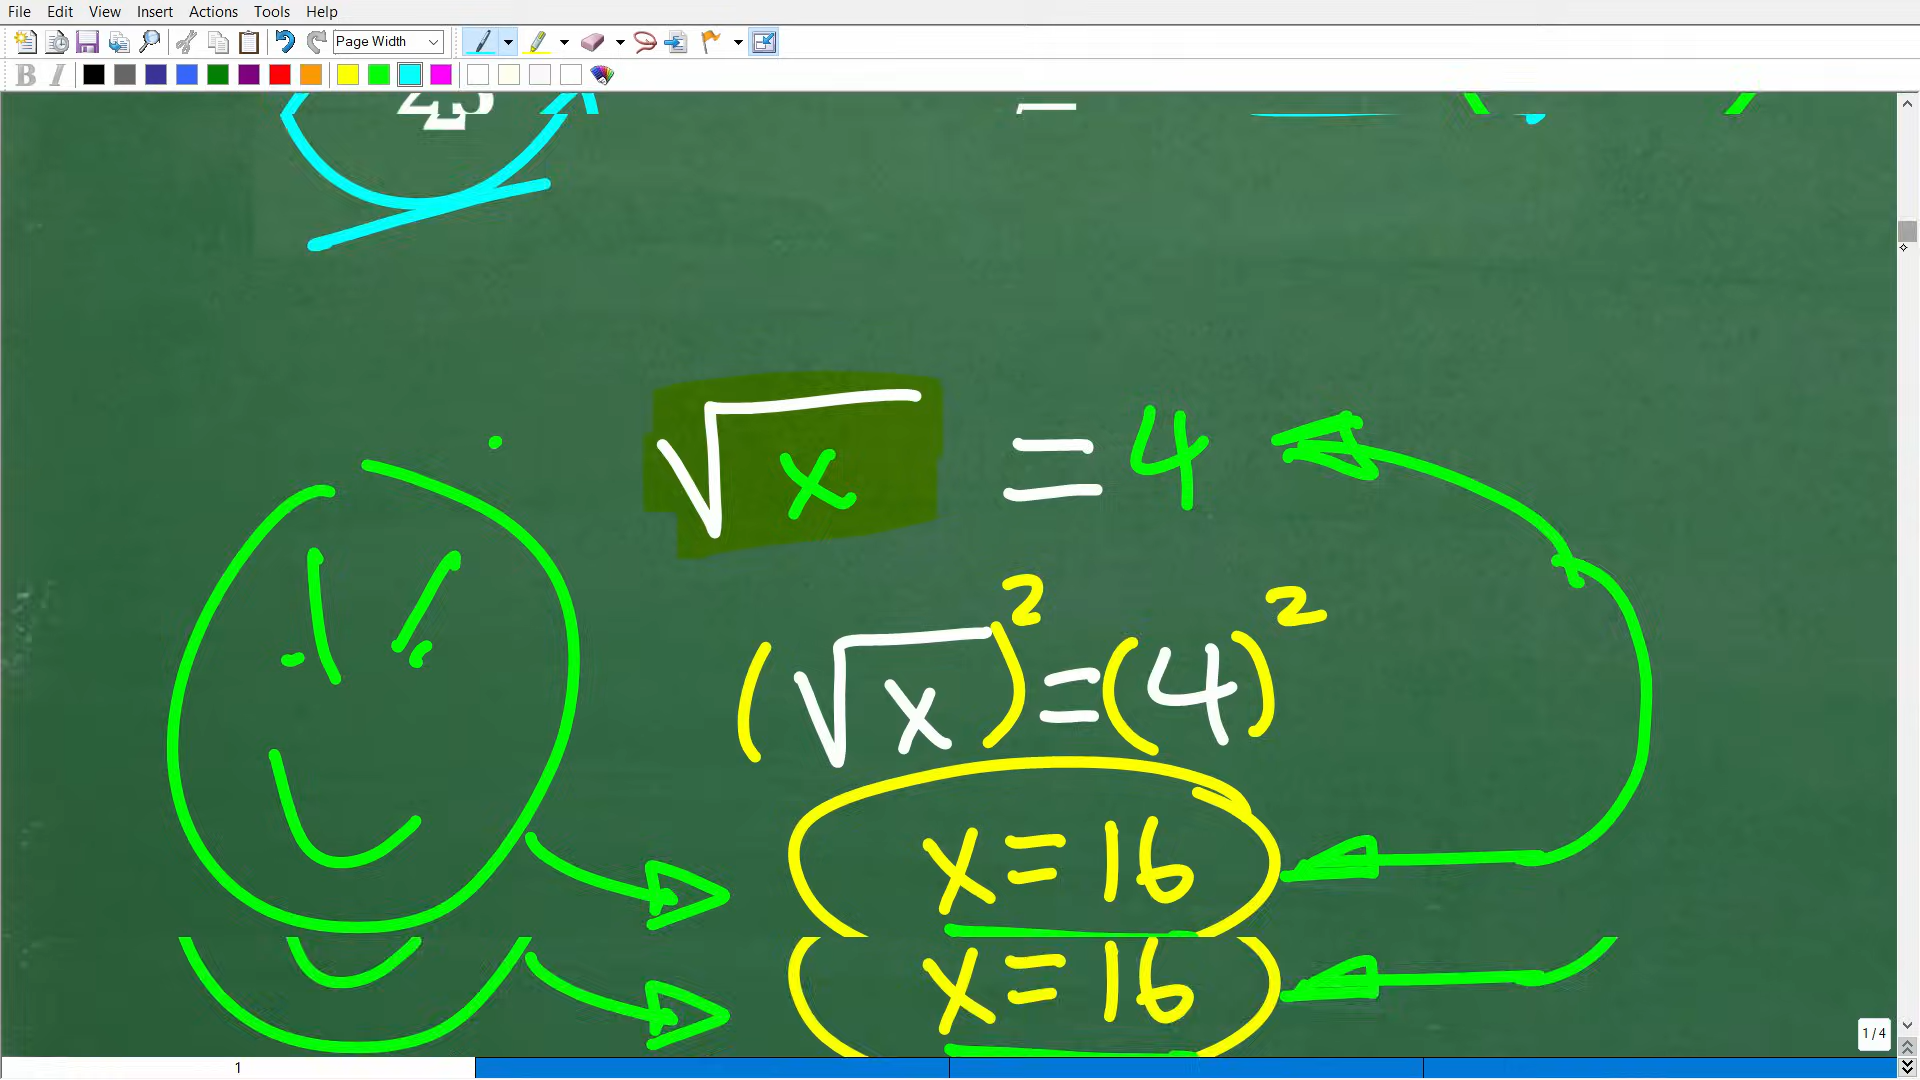 File Edit View Insert Actions Tools Help
Page Width
B I
√x = 4
(√x)² = (4)²
x = 16
x = 16
1 / 4
1